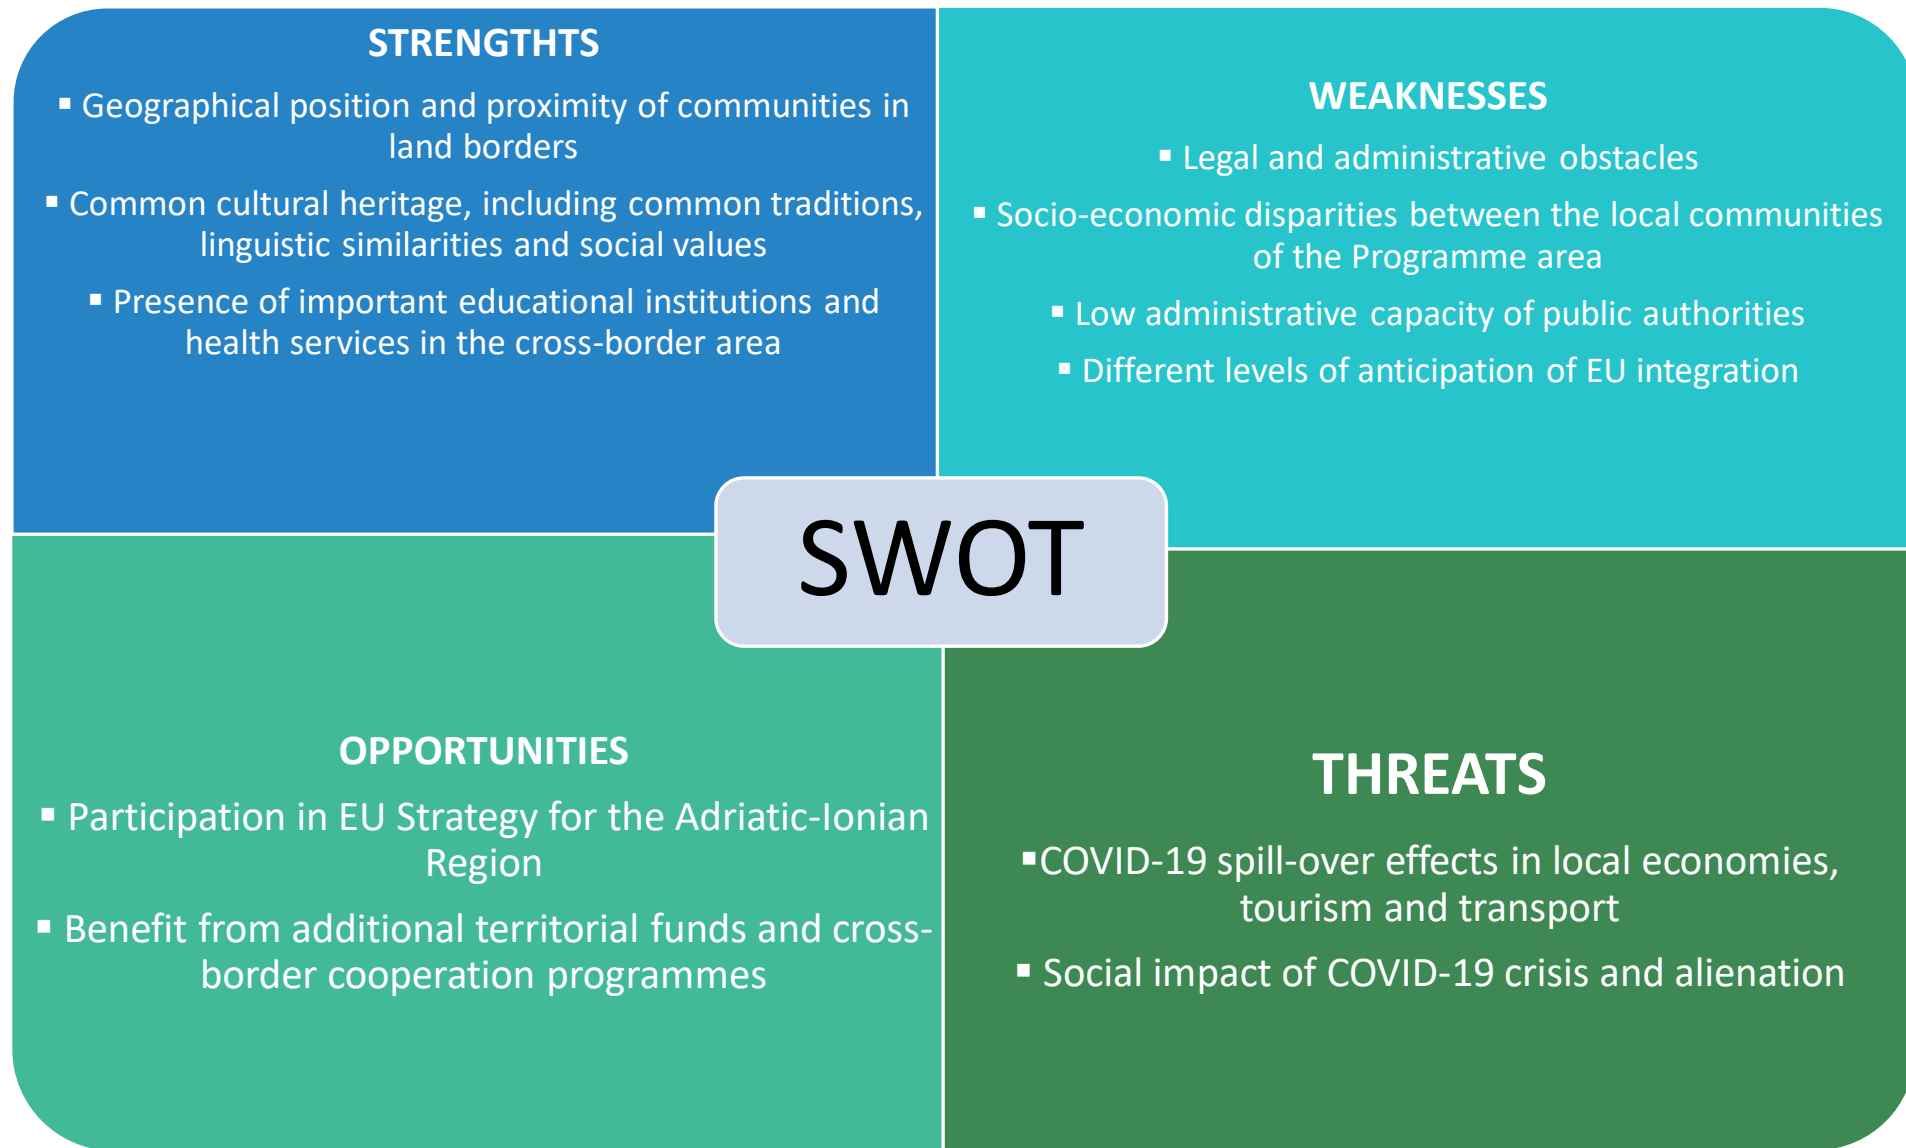 STRENGTHTS
▪ Geographical position and proximity of communities in
land borders
▪ Common cultural heritage, including common traditions,
linguistic similarities and social values
▪ Presence of important educational institutions and
health services in the cross-border area
WEAKNESSES
▪ Legal and administrative obstacles
▪ Socio-economic disparities between the local communities
of the Programme area
▪ Low administrative capacity of public authorities
▪ Different levels of anticipation of EU integration
SWOT
OPPORTUNITIES
▪ Participation in EU Strategy for the Adriatic-Ionian
Region
▪ Benefit from additional territorial funds and cross-
border cooperation programmes
THREATS
▪COVID-19 spill-over effects in local economies,
tourism and transport
▪ Social impact of COVID-19 crisis and alienation